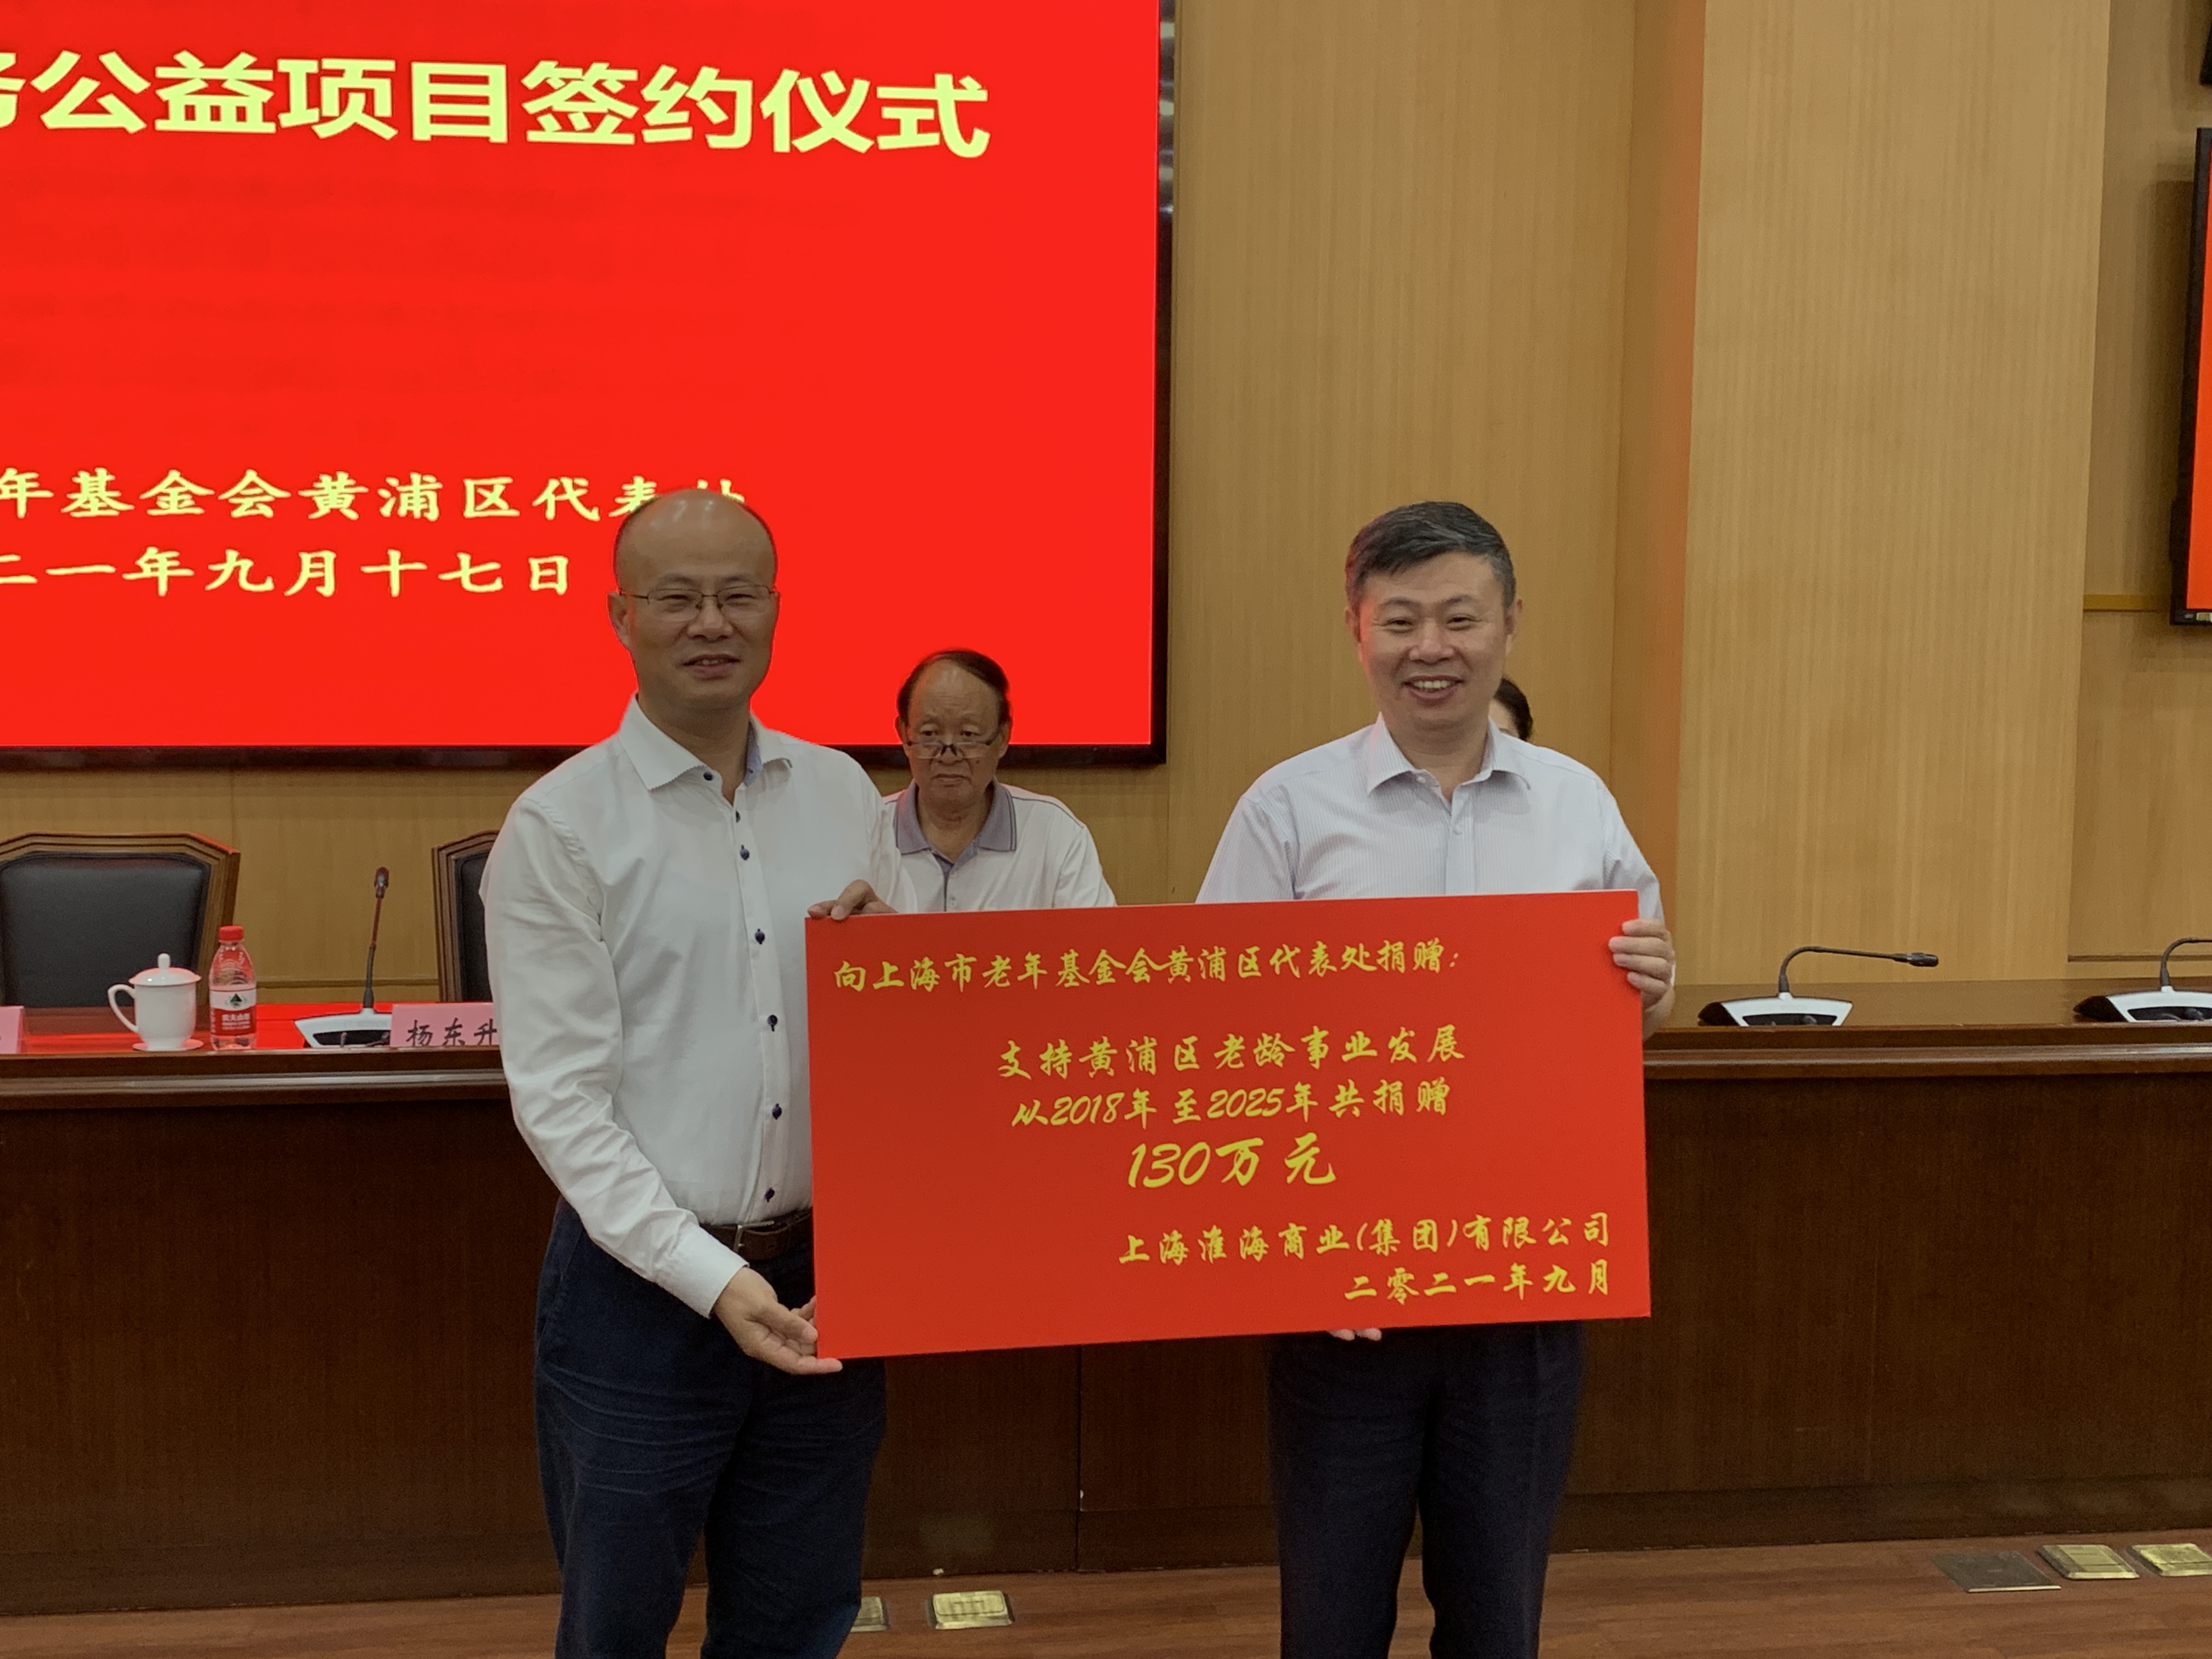 公益项目签约仪式
年基金会黄浦区代表处
二一年九月十七日
杨东升
农夫山泉
向上海市老年基金会黄浦区代表处捐赠：
支持黄浦区老龄事业发展
从2018年至2025年共捐赠
130万元
上海淮海商业(集团)有限公司
二零二一年九月